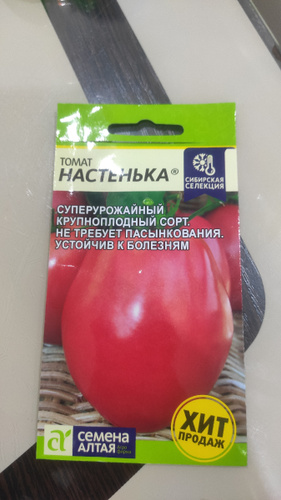 ТОМАТ
НАСТЕНЬКА®
СИБИРСКАЯ
СЕЛЕКЦИЯ
СУПЕРУРОЖАЙНЫЙ
КРУПНОПЛОДНЫЙ СОРТ.
НЕ ТРЕБУЕТ ПАСЫНКОВАНИЯ.
УСТОЙЧИВ К БОЛЕЗНЯМ
ХИТ
ПРОДАЖ
семена
АЛТАЯ